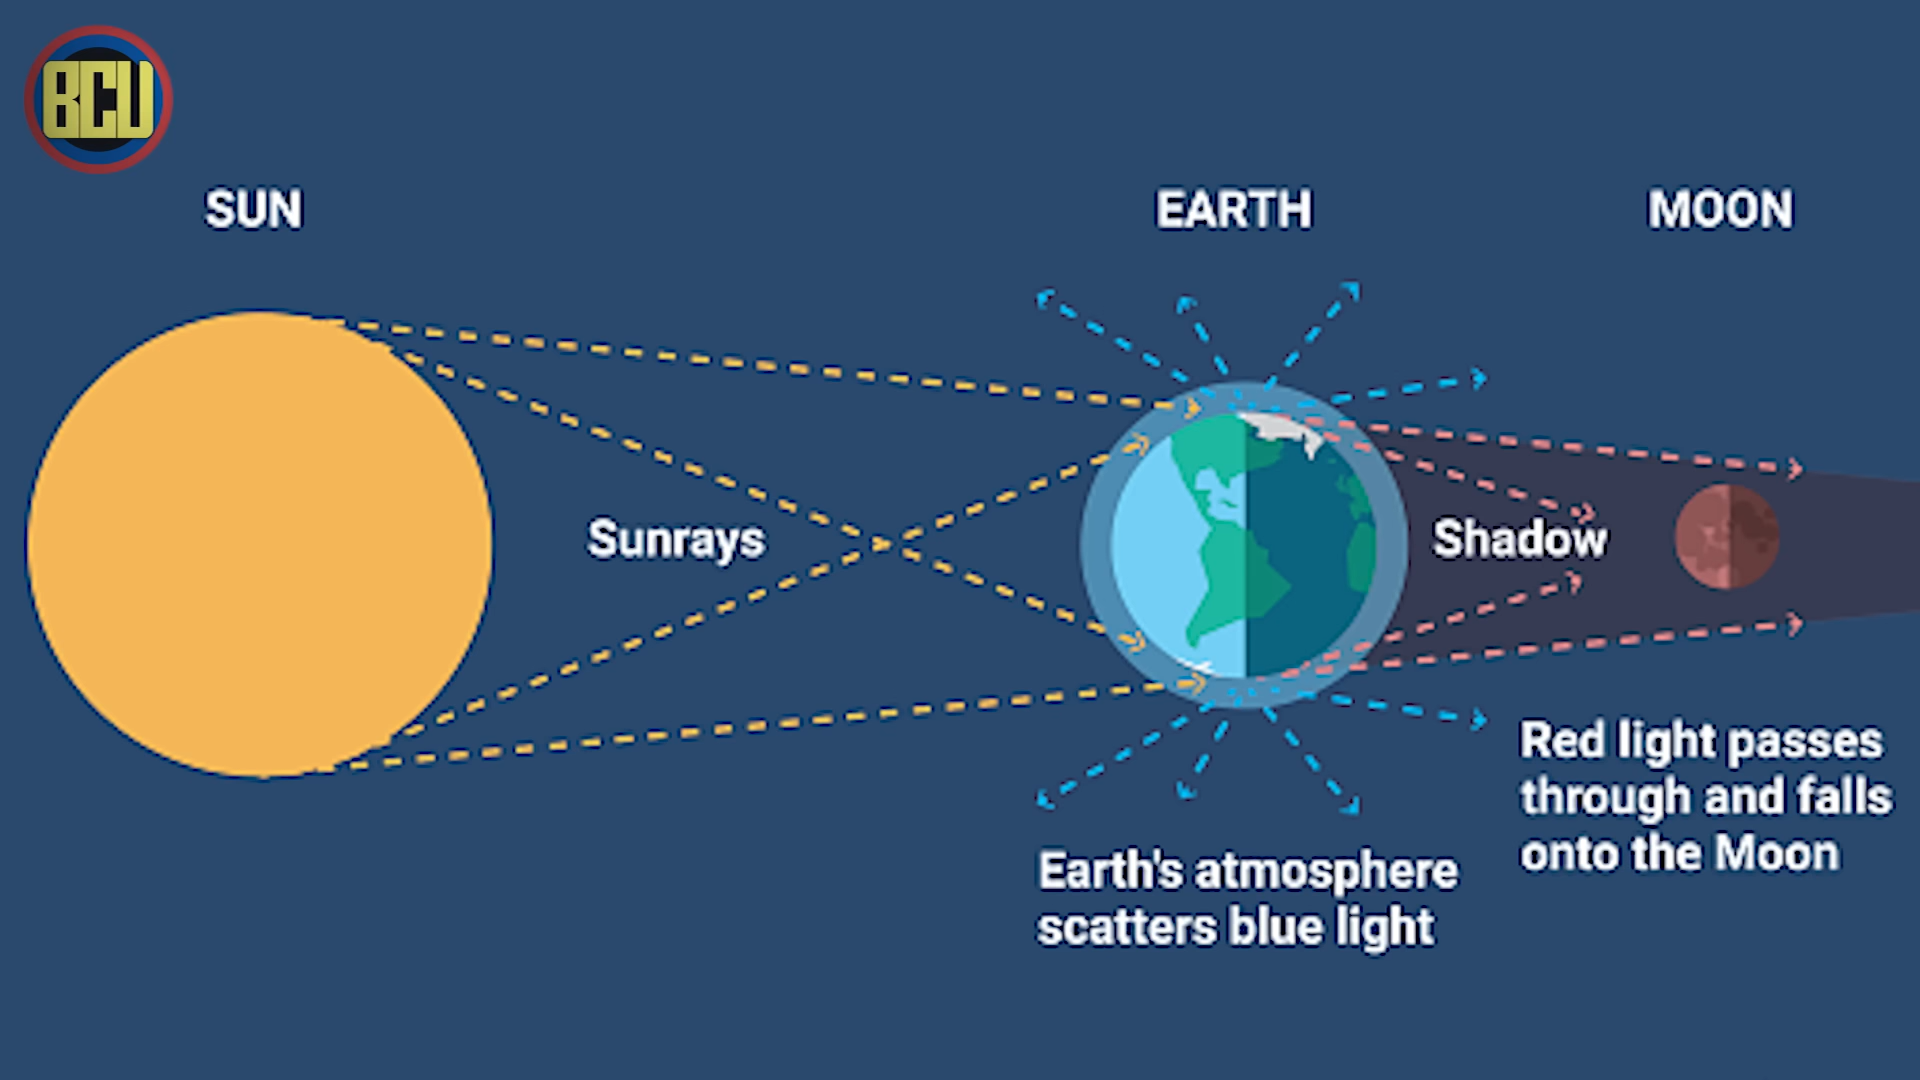 BCU
SUN
EARTH
MOON
Sunrays
Shadow
Red light passes
through and falls
onto the Moon
Earth's atmosphere
scatters blue light